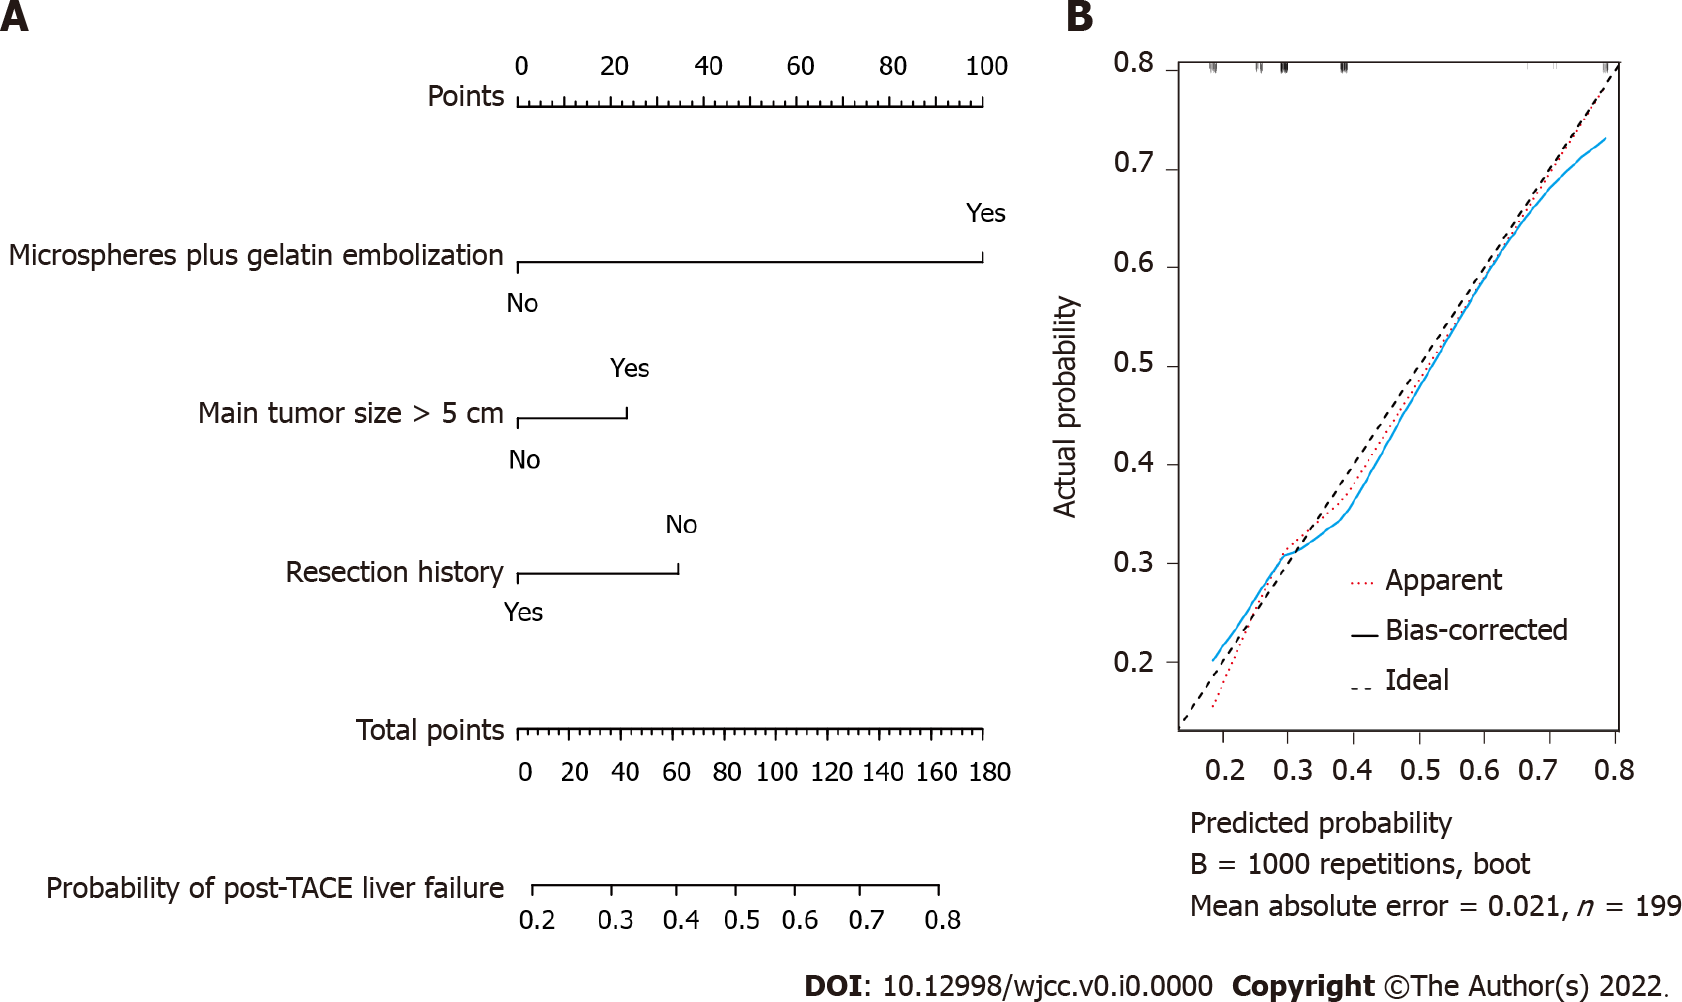 A
0 20 40 60 80 100
Points
Yes
Microspheres plus gelatin embolization
No
Yes
Main tumor size > 5 cm
No
No
Resection history
Yes
Total points
0 20 40 60 80 100 120 140 160 180
Probability of post-TACE liver failure
0.2 0.3 0.4 0.5 0.6 0.7 0.8
B
0.8
0.7
0.6
0.5
0.4
0.3
0.2
Actual probability
Apparent
Bias-corrected
Ideal
0.2 0.3 0.4 0.5 0.6 0.7 0.8
Predicted probability
B = 1000 repetitions, boot
Mean absolute error = 0.021, n = 199
DOI: 10.12998/wjcc.v0.i0.0000 Copyright ©The Author(s) 2022.